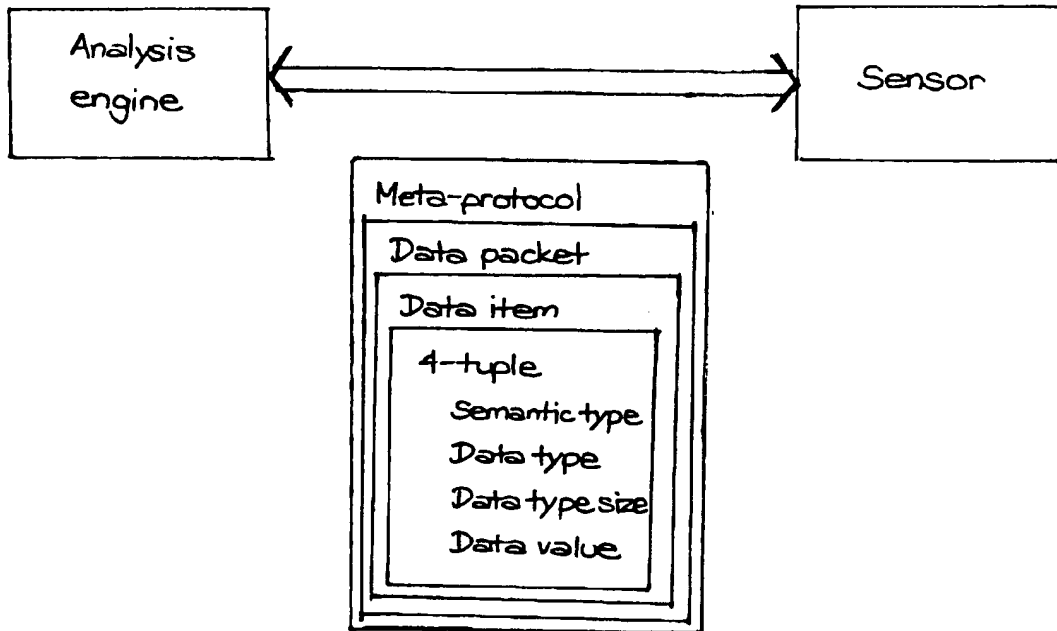 Analysis
engine
Sensor
Meta-protocol
Data packet
Data item
4-tuple
Semantic type
Data type
Data type size
Data value